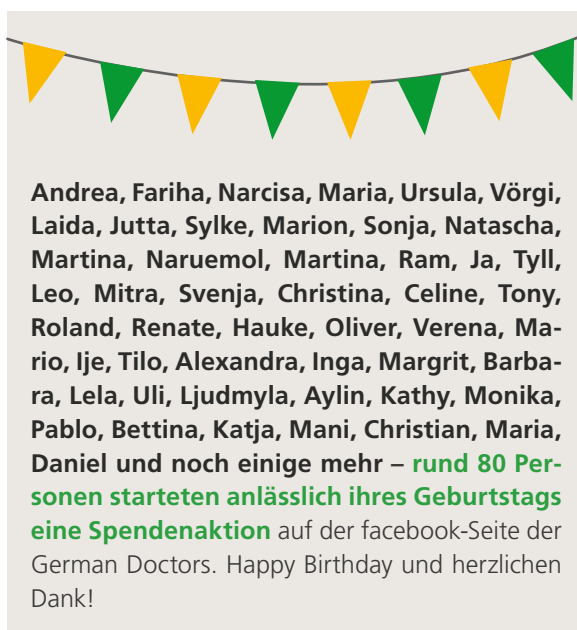 Andrea, Fariha, Narcisa, Maria, Ursula, Vörgi,
Laida, Jutta, Sylke, Marion, Sonja, Natascha,
Martina, Naruemol, Martina, Ram, Ja, Tyll,
Leo, Mitra, Svenja, Christina, Celine, Tony,
Roland, Renate, Hauke, Oliver, Verena, Ma-
rio, Ije, Tilo, Alexandra, Inga, Margrit, Barba-
ra, Lela, Uli, Ljudmyla, Aylin, Kathy, Monika,
Pablo, Bettina, Katja, Mani, Christian, Maria,
Daniel und noch einige mehr – rund 80 Per-
sonen starteten anlässlich ihres Geburtstags
eine Spendenaktion auf der facebook-Seite der
German Doctors. Happy Birthday und herzlichen
Dank!